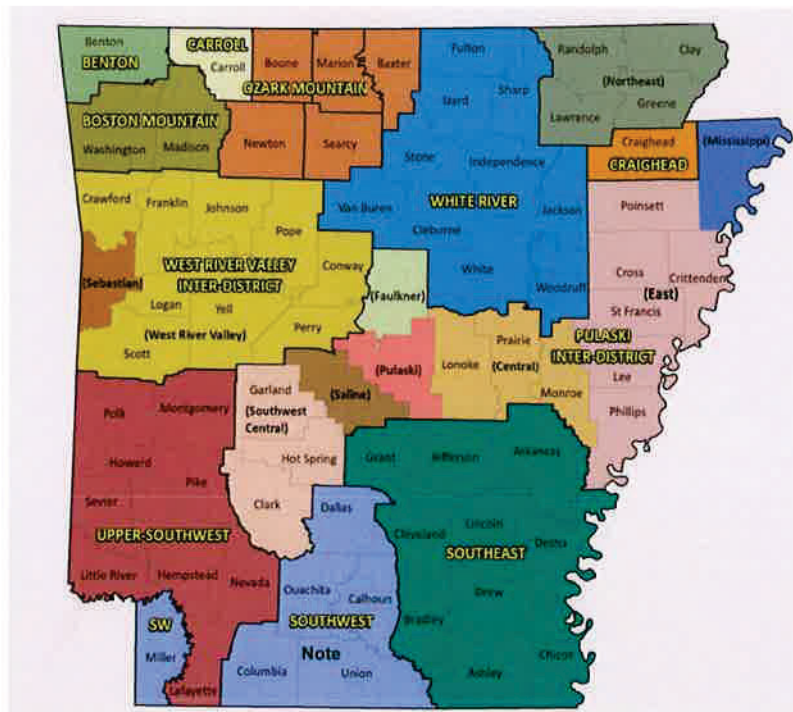 Benton
BENTON
CARROLL
Carroll
Boone
Marion
Baxter
OZARK MOUNTAIN
Fulton
Sharp
Izard
Randolph
Clay
(Northeast)
Greene
Lawrence
BOSTON MOUNTAIN
Washington
Madison
Newton
Searcy
Stone
Independence
Craighead
CRAIGHEAD
(Mississippi)
Crawford
Franklin
Johnson
Pope
Van Buren
WHITE RIVER
Jackson
Cleburne
Poinsett
Conway
WEST RIVER VALLEY
INTER-DISTRICT
(Sebastian)
White
Woodruff
Cross
Crittenden
(East)
St Francis
Logan
Yell
(Faulkner)
(West River Valley)
Perry
Scott
Prairie
PULASKI
INTER-DISTRICT
Lonoke
(Central)
(Pulaski)
(Saline)
Lee
Monroe
Phillips
Garland
(Southwest
Central)
Polk
Montgomery
Hot Spring
Howard
Pike
Clark
Sevier
Grant
Jefferson
Arkansas
Dallas
UPPER-SOUTHWEST
Cleveland
Lincoln
Desha
SOUTHEAST
Little River
Hempstead
Nevada
Ouachita
Calhoun
Drew
SW
SOUTHWEST
Bradley
Miller
Note
Chicot
Lafayette
Columbia
Union
Ashley